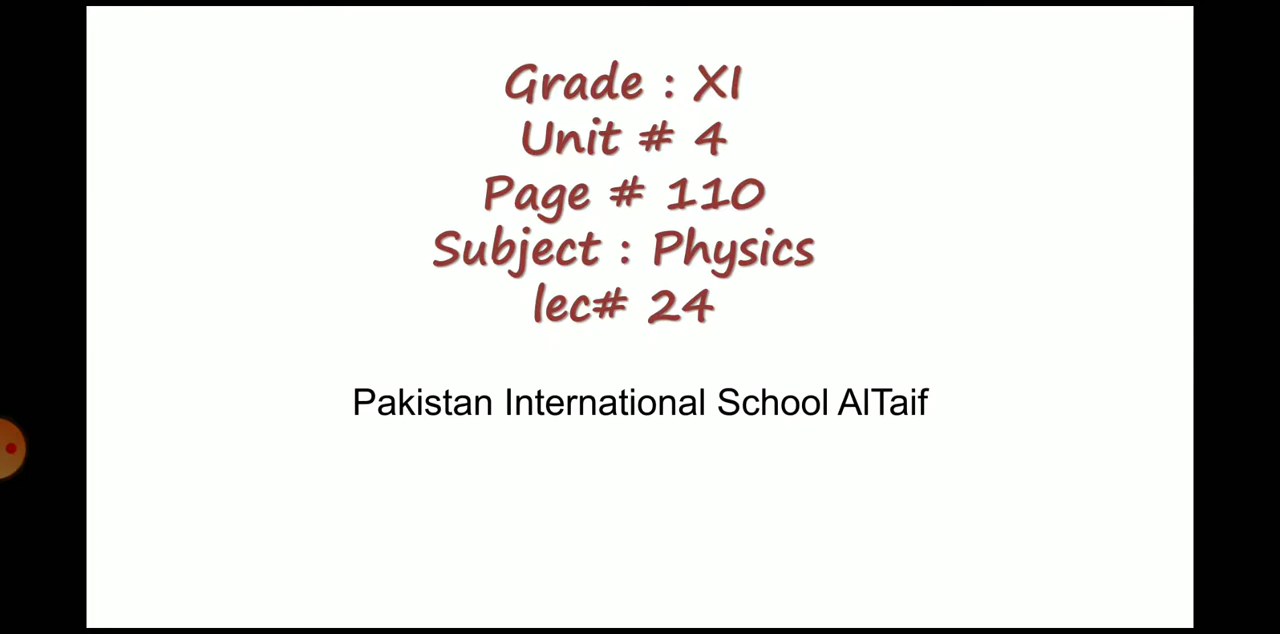 Grade : XI
Unit # 4
Page # 110
Subject : Physics
lec# 24
Pakistan International School AlTaif